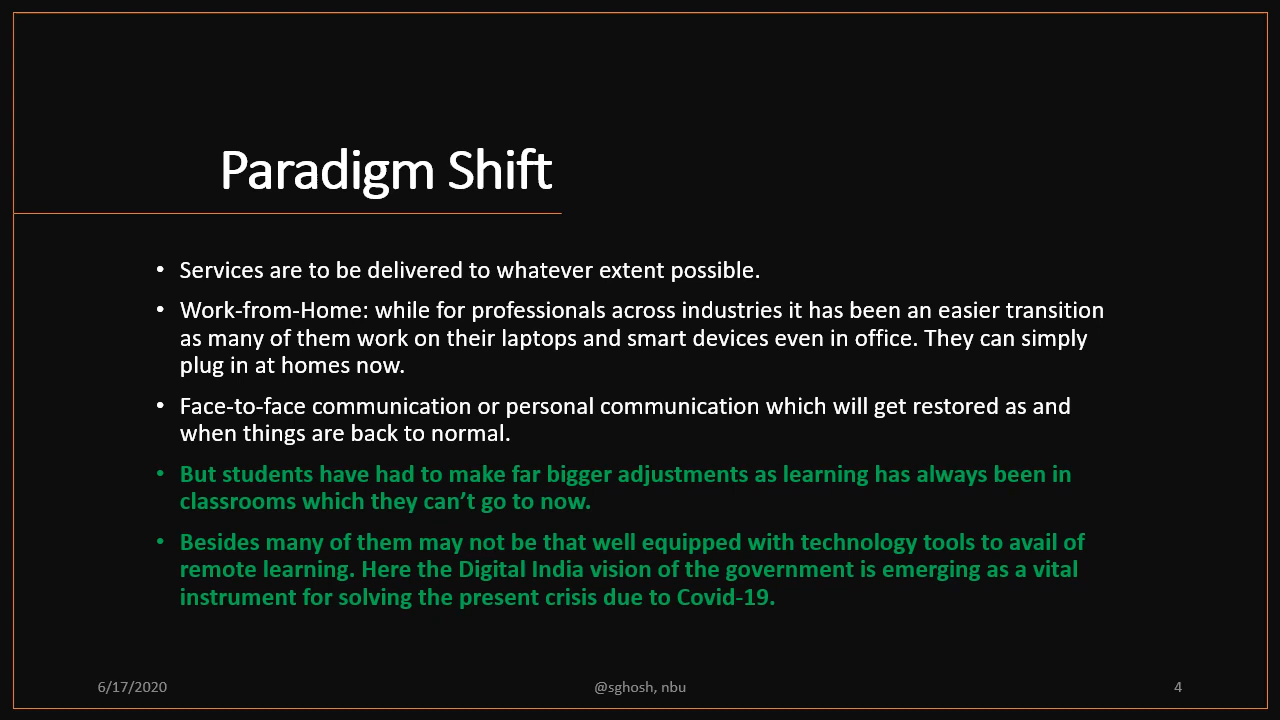 Paradigm Shift
• Services are to be delivered to whatever extent possible.
• Work-from-Home: while for professionals across industries it has been an easier transition
as many of them work on their laptops and smart devices even in office. They can simply
plug in at homes now.
• Face-to-face communication or personal communication which will get restored as and
when things are back to normal.
• But students have had to make far bigger adjustments as learning has always been in
classrooms which they can’t go to now.
• Besides many of them may not be that well equipped with technology tools to avail of
remote learning. Here the Digital India vision of the government is emerging as a vital
instrument for solving the present crisis due to Covid-19.
6/17/2020 @sghosh, nbu 4